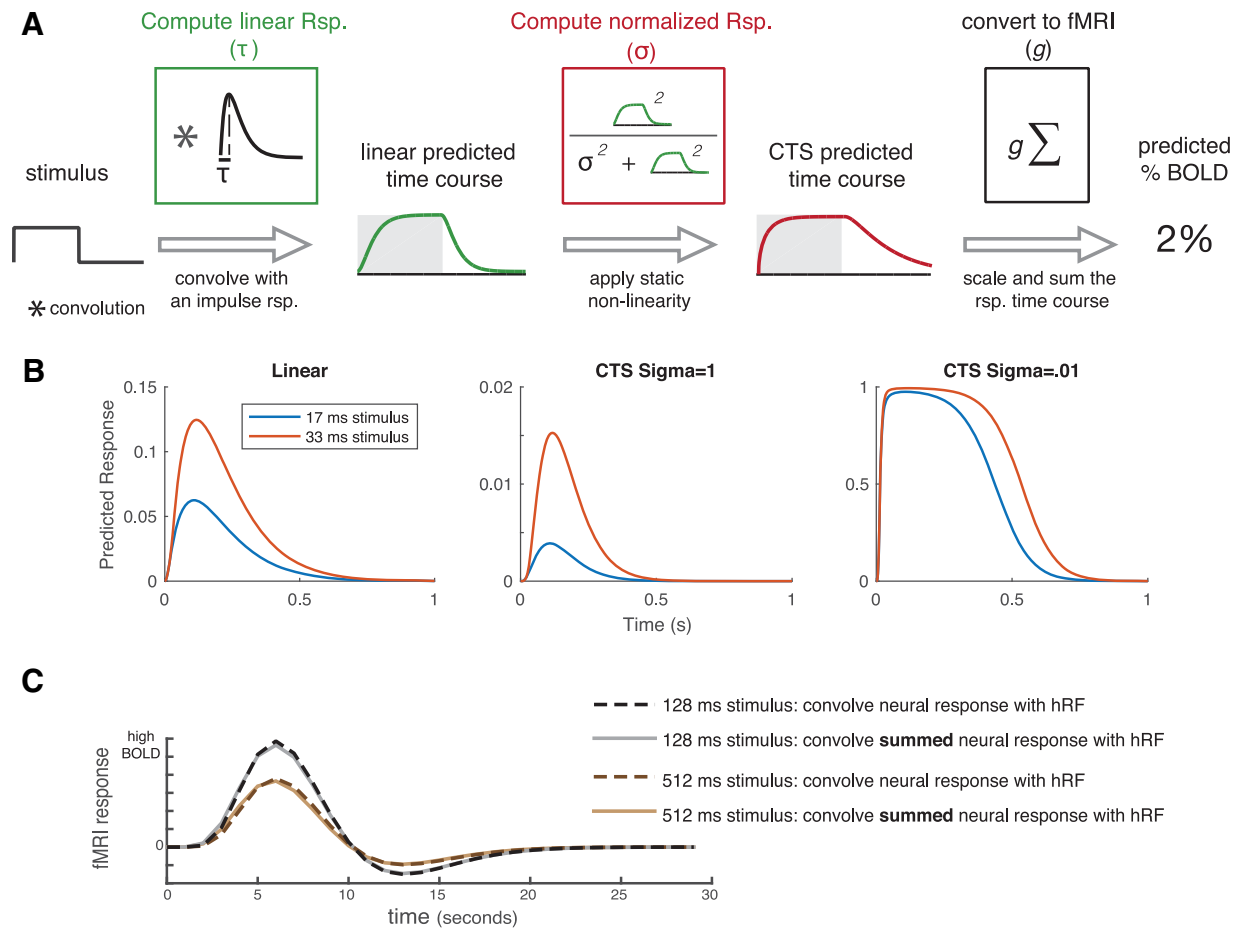 A
Compute linear Rsp.
(τ)
Compute normalized Rsp.
(σ)
convert to fMRI
(g)
*
τ
2
σ² +
2
g∑
stimulus
linear predicted
time course
CTS predicted
time course
predicted
% BOLD
2%
convolve with
an impulse rsp.
apply static
non-linearity
scale and sum the
rsp. time course
* convolution
B
Linear
CTS Sigma=1
CTS Sigma=.01
Predicted Response
0.15
0.1
0.05
0
17 ms stimulus
33 ms stimulus
0 0.5 1
0.02
0.01
0
0 0.5 1
1
0.5
0
0 0.5 1
Time (s)
C
fMRI response
high
BOLD
0
0 5 10 15 20 25 30
time (seconds)
128 ms stimulus: convolve neural response with hRF
128 ms stimulus: convolve summed neural response with hRF
512 ms stimulus: convolve neural response with hRF
512 ms stimulus: convolve summed neural response with hRF